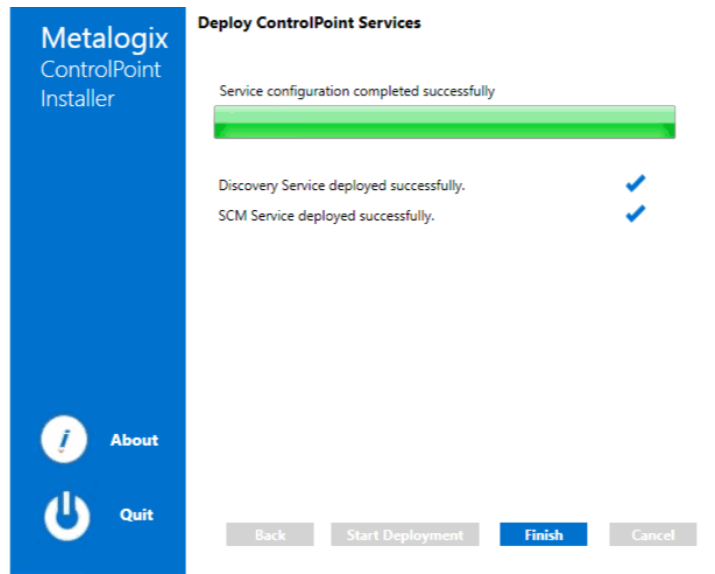 Metalogix
ControlPoint
Installer
Deploy ControlPoint Services
Service configuration completed successfully
Discovery Service deployed successfully.
SCM Service deployed successfully.
i About
Quit
Back Start Deployment Finish Cancel